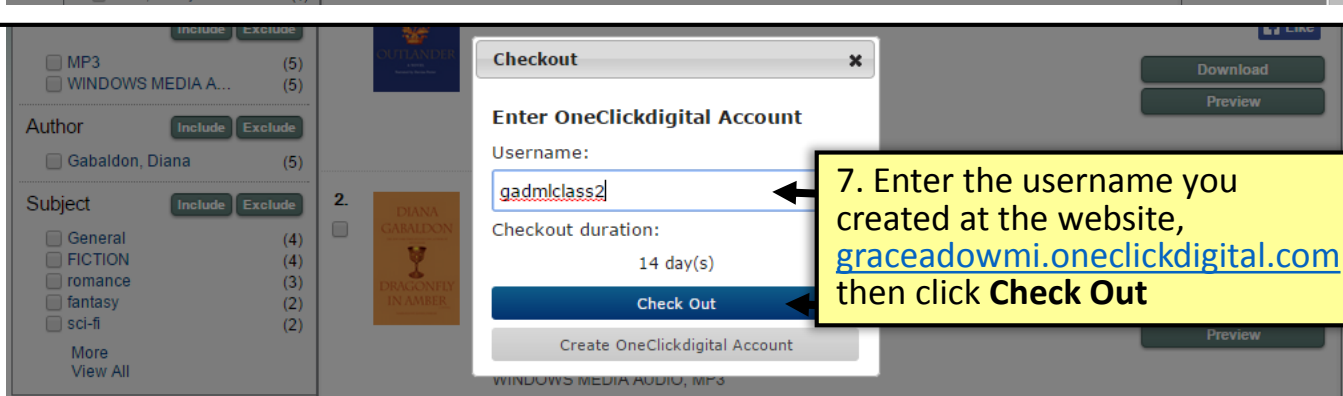 Include Exclude
MP3 (5)
WINDOWS MEDIA A... (5)
Author Include Exclude
Gabaldon, Diana (5)
Subject Include Exclude
General (4)
FICTION (4)
romance (3)
fantasy (2)
sci-fi (2)
More
View All
OUTLANDER
2.
DIANA
GABALDON
DRAGONFLY
IN AMBER
Checkout
Enter OneClickdigital Account
Username:
gadmlclass2
Checkout duration:
14 day(s)
Check Out
Create OneClickdigital Account
WINDOWS MEDIA AUDIO, MP3
Like
Download
Preview
7. Enter the username you
created at the website,
graceadowmi.oneclickdigital.com
then click Check Out
Preview